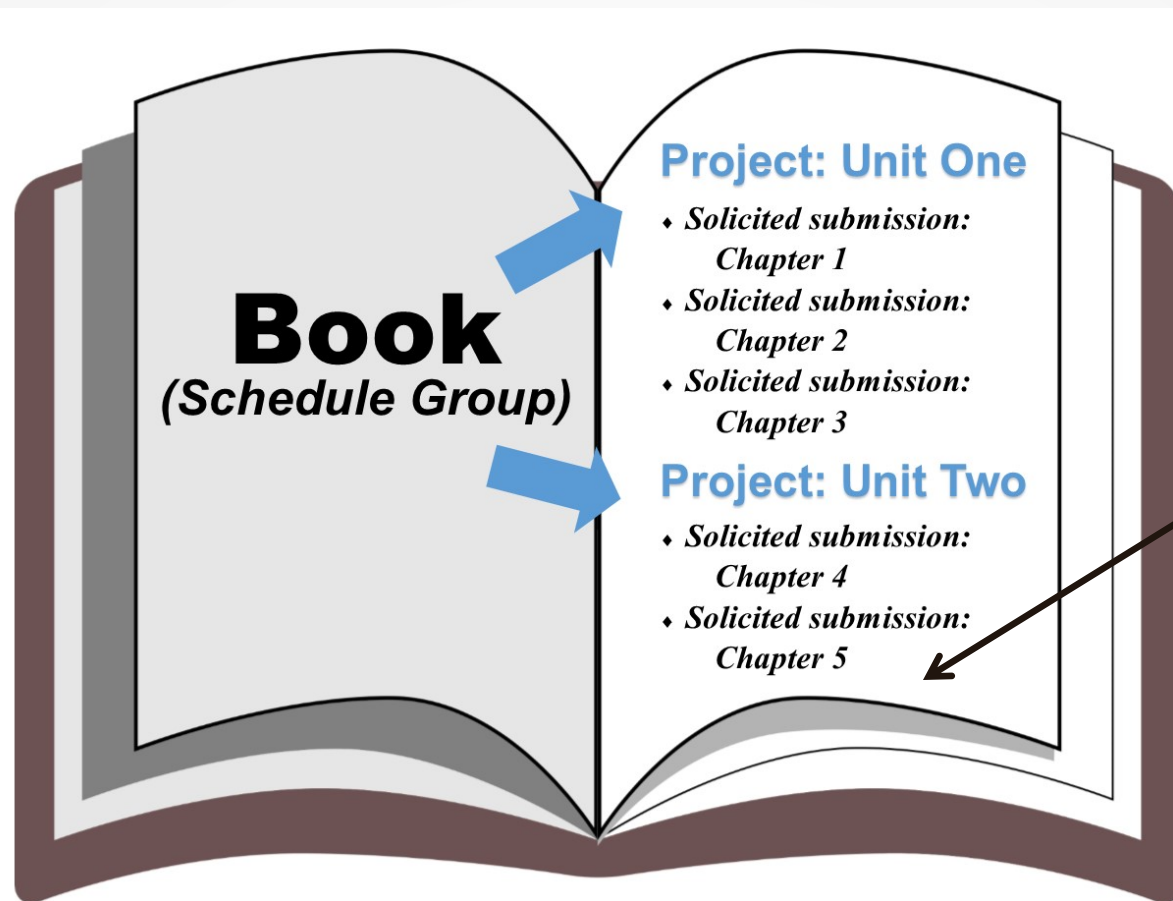 Book
(Schedule Group)
Project: Unit One
⬧ Solicited submission:
Chapter 1
⬧ Solicited submission:
Chapter 2
⬧ Solicited submission:
Chapter 3
Project: Unit Two
⬧ Solicited submission:
Chapter 4
⬧ Solicited submission:
Chapter 5